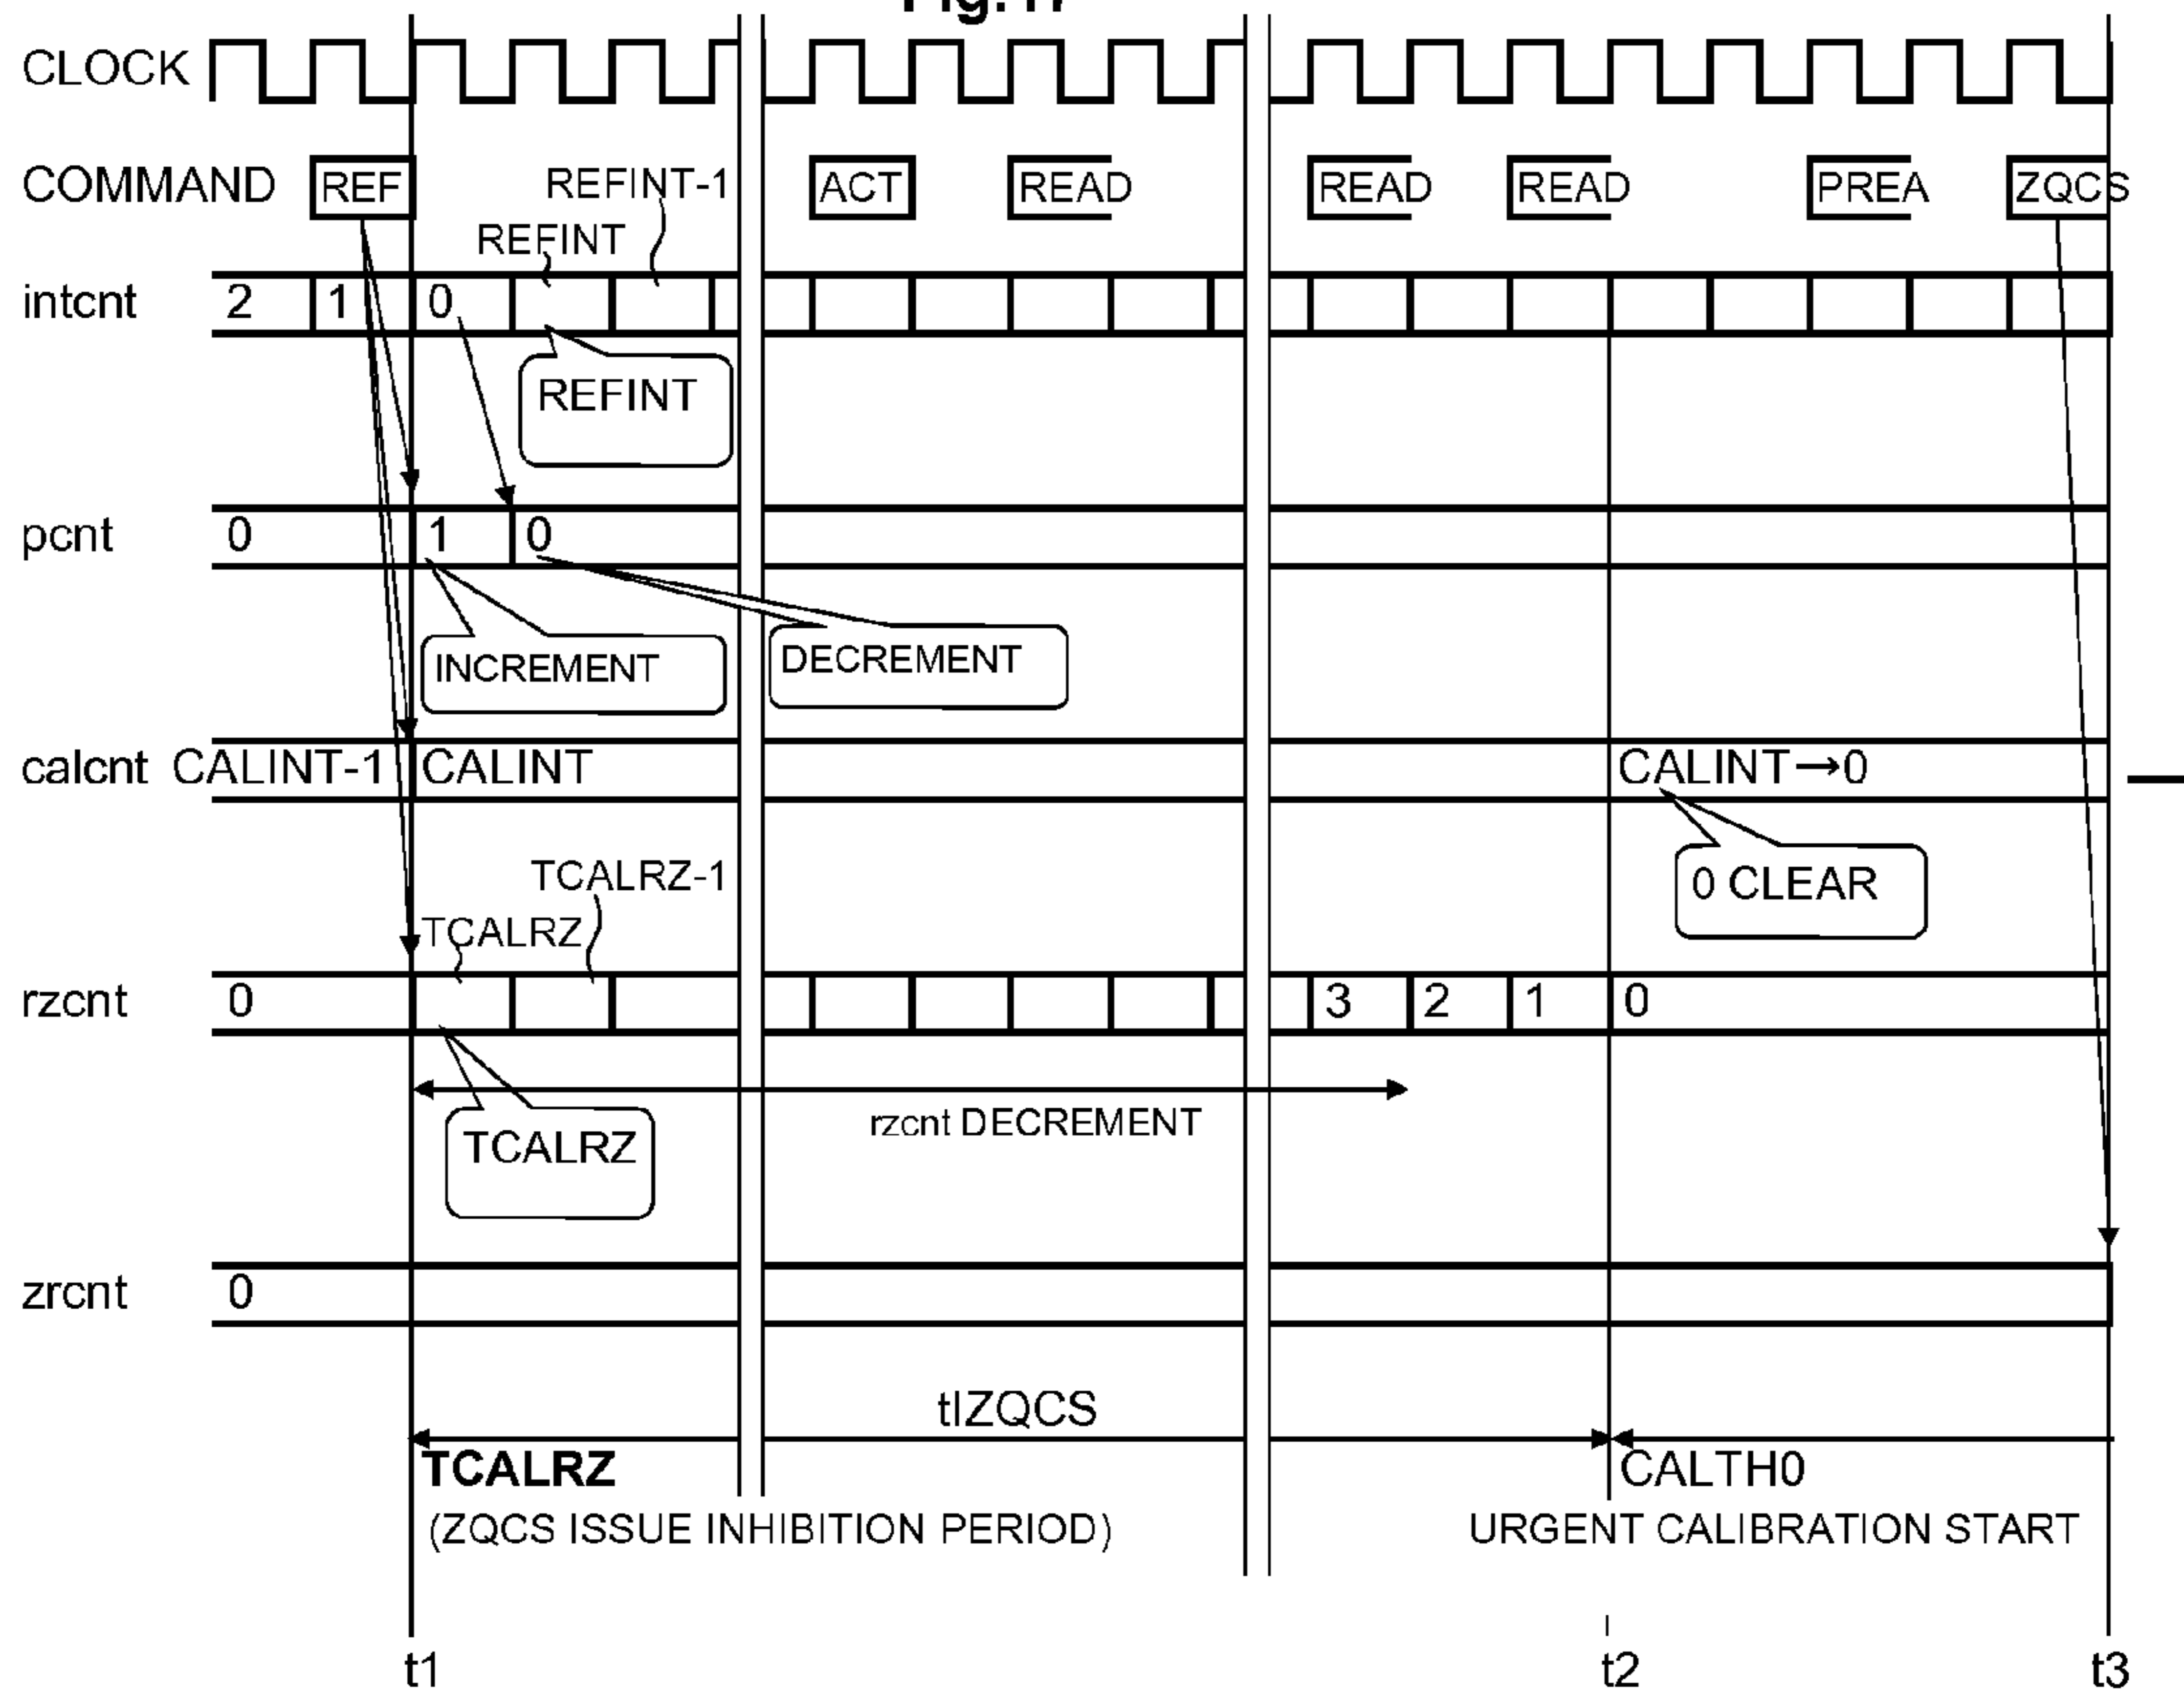 CLOCK
COMMAND REF REFINT-1 ACT READ READ READ PREA ZQCS
REFINT
intcnt 2 1 0
REFINT
pcnt 0 1 0
INCREMENT DECREMENT
calcnt CALINT-1 CALINT CALINT→0
0 CLEAR
TCALRZ-1
TCALRZ
rzcnt 0 3 2 1 0
rzcnt DECREMENT
TCALRZ
zrcnt 0
tIZQCS
TCALRZ CALTH0
(ZQCS ISSUE INHIBITION PERIOD) URGENT CALIBRATION START
t1 t2 t3